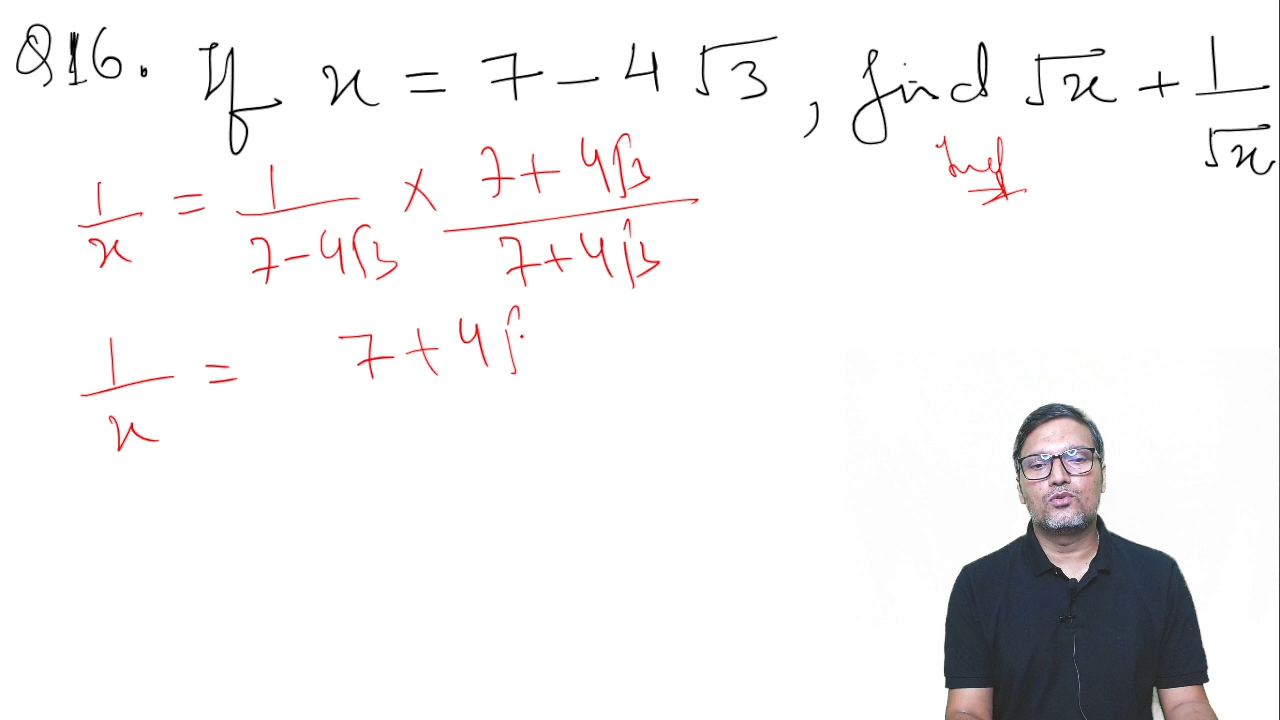 Q16. If x = 7 - 4√3, find √x + 1/√x
1/x = 1/(7-4√3) × (7+4√3)/(7+4√3)
1/x = 7+4√